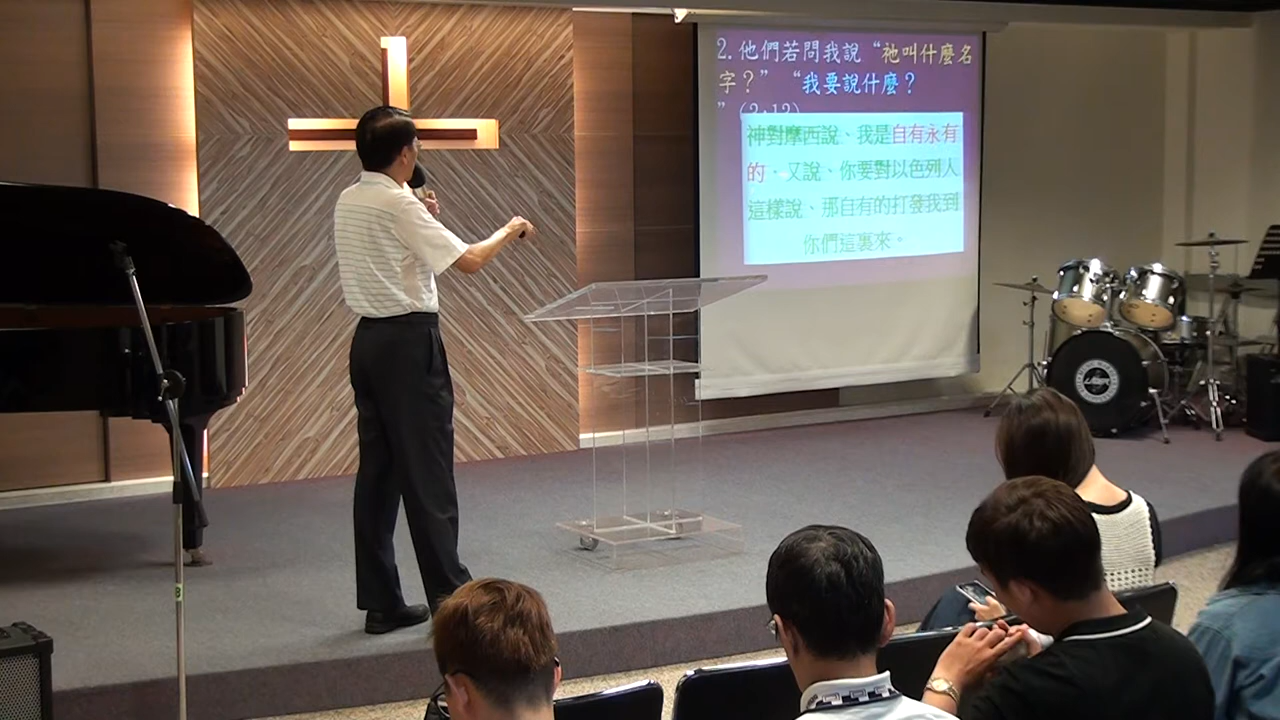 2.他們若問我說“祂叫什麼名
字？”“我要說什麼？
”(3:13)
神對摩西說、我是自有永有
的、又說、你要對以色列人
這樣說、那自有的打發我到
你們這裏來。